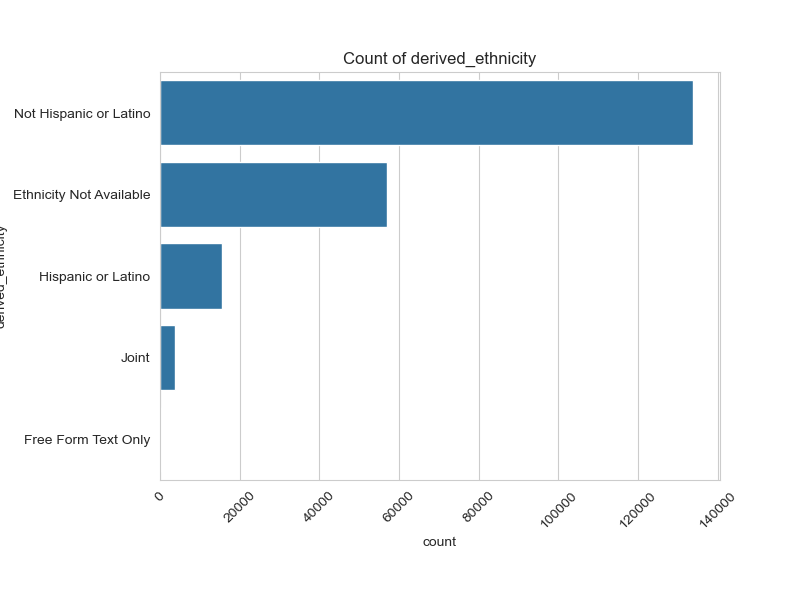 Count of derived_ethnicity
Not Hispanic or Latino
Ethnicity Not Available
Hispanic or Latino
Joint
Free Form Text Only
derived_ethnicity
0
20000
40000
60000
80000
100000
120000
140000
count